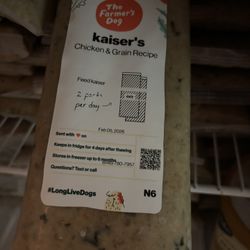 The
Farmer's
Dog
kaiser's
Chicken & Grain Recipe
Feed kaiser
2 packs
per day
Sent with ♥ on
Feb 05, 2025
Keeps in fridge for 4 days after thawing
Stores in freezer up to 6 months
Questions? Text or call
#LongLiveDogs
N6